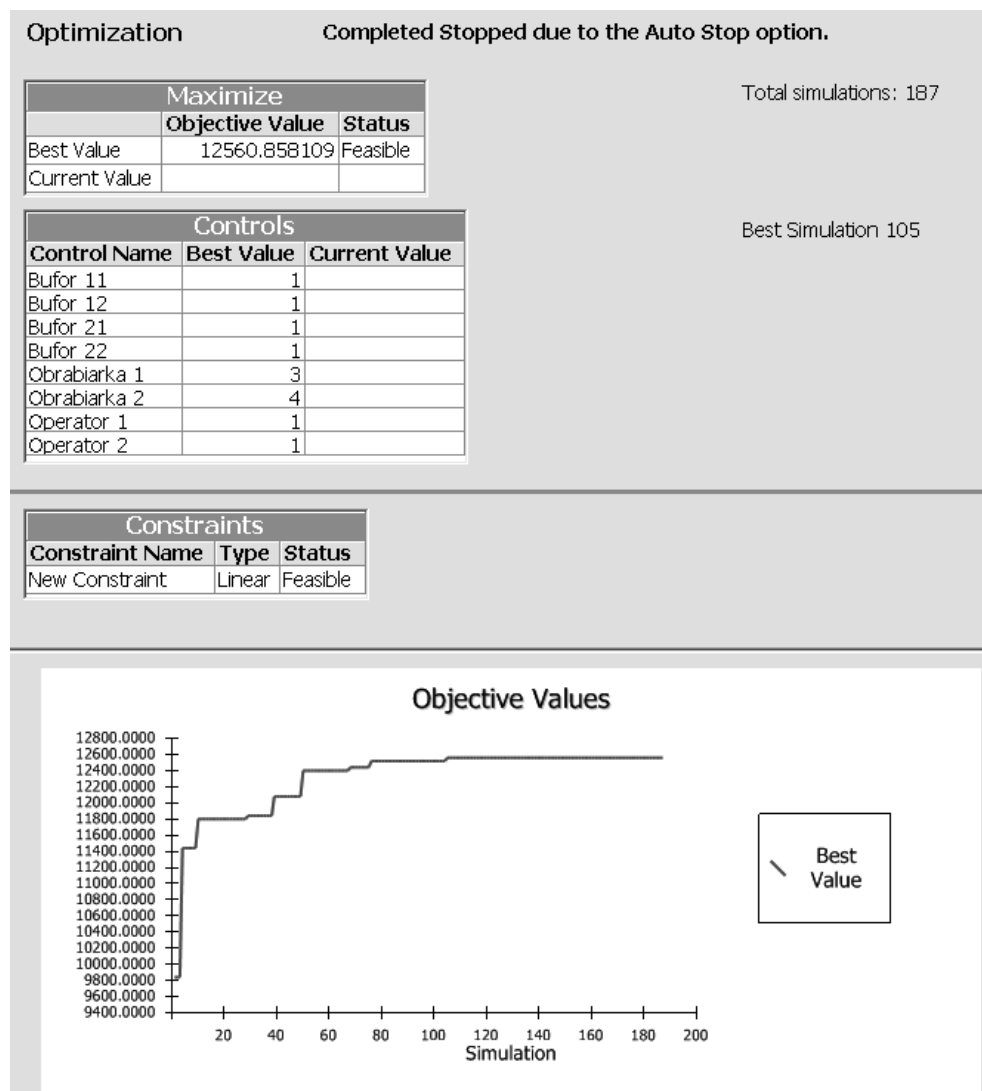 Optimization Completed Stopped due to the Auto Stop option.
Maximize
Total simulations: 187
Objective Value Status
Best Value 12560.858109 Feasible
Current Value
Controls
Best Simulation 105
Control Name Best Value Current Value
Bufor 11 1
Bufor 12 1
Bufor 21 1
Bufor 22 1
Obrabiarka 1 3
Obrabiarka 2 4
Operator 1 1
Operator 2 1
Constraints
Constraint Name Type Status
New Constraint Linear Feasible
Objective Values
12800.0000
12600.0000
12400.0000
12200.0000
12000.0000
11800.0000
11600.0000
11400.0000
11200.0000
11000.0000
10800.0000
10600.0000
10400.0000
10200.0000
10000.0000
9800.0000
9600.0000
9400.0000
Best
Value
20 40 60 80 100 120 140 160 180 200
Simulation